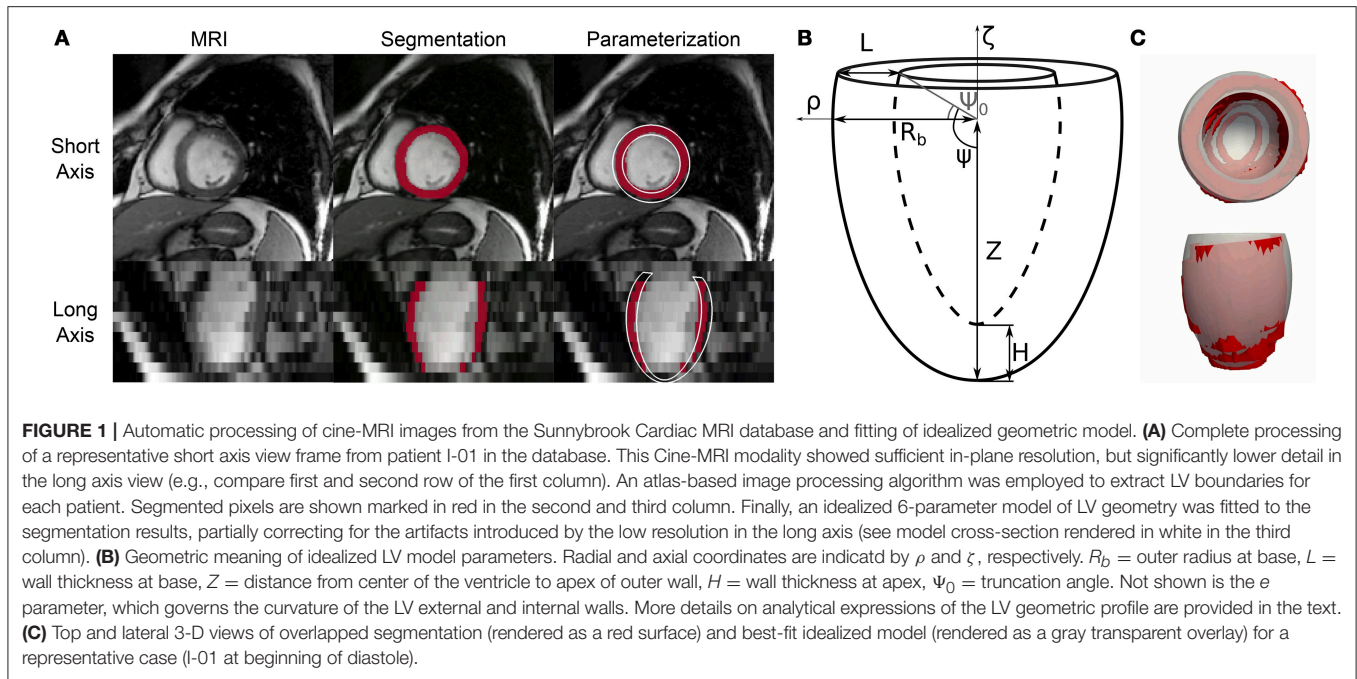 A
MRI
Segmentation
Parameterization
Short
Axis
Long
Axis
B
L
ζ
ρ
Ψ0
Rb
Ψ
Z
H
C
FIGURE 1 | Automatic processing of cine-MRI images from the Sunnybrook Cardiac MRI database and fitting of idealized geometric model. (A) Complete processing
of a representative short axis view frame from patient I-01 in the database. This Cine-MRI modality showed sufficient in-plane resolution, but significantly lower detail in
the long axis view (e.g., compare first and second row of the first column). An atlas-based image processing algorithm was employed to extract LV boundaries for
each patient. Segmented pixels are shown marked in red in the second and third column. Finally, an idealized 6-parameter model of LV geometry was fitted to the
segmentation results, partially correcting for the artifacts introduced by the low resolution in the long axis (see model cross-section rendered in white in the third
column). (B) Geometric meaning of idealized LV model parameters. Radial and axial coordinates are indicatd by ρ and ζ, respectively. Rb = outer radius at base, L =
wall thickness at base, Z = distance from center of the ventricle to apex of outer wall, H = wall thickness at apex, Ψ0 = truncation angle. Not shown is the e
parameter, which governs the curvature of the LV external and internal walls. More details on analytical expressions of the LV geometric profile are provided in the text.
(C) Top and lateral 3-D views of overlapped segmentation (rendered as a red surface) and best-fit idealized model (rendered as a gray transparent overlay) for a
representative case (I-01 at beginning of diastole).